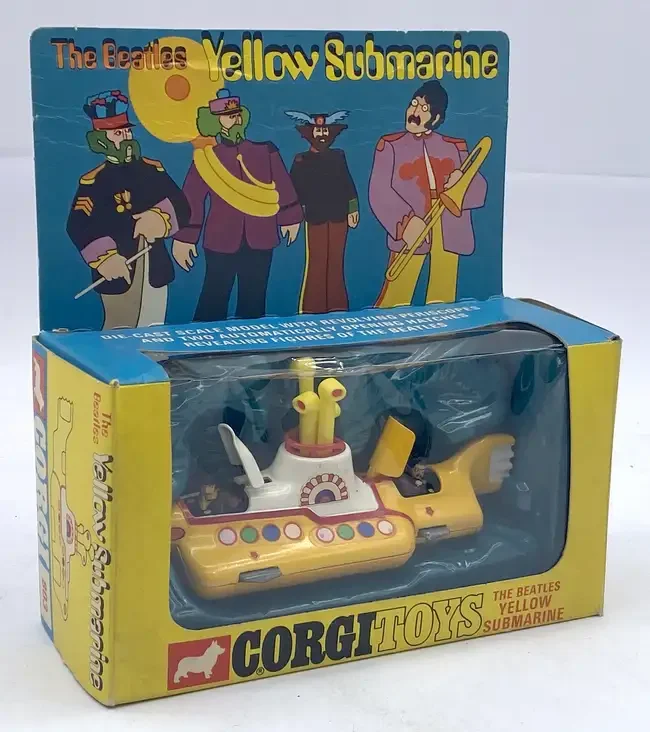 The Beatles Yellow Submarine
DIE-CAST SCALE MODEL WITH REVOLVING PERISCOPES
AND TWO AUTOMATICALLY OPENING HATCHES
REVEALING FIGURES OF THE BEATLES
CORGI
803
The Beatles
Yellow Submarine
® CORGI TOYS
THE BEATLES
YELLOW
SUBMARINE